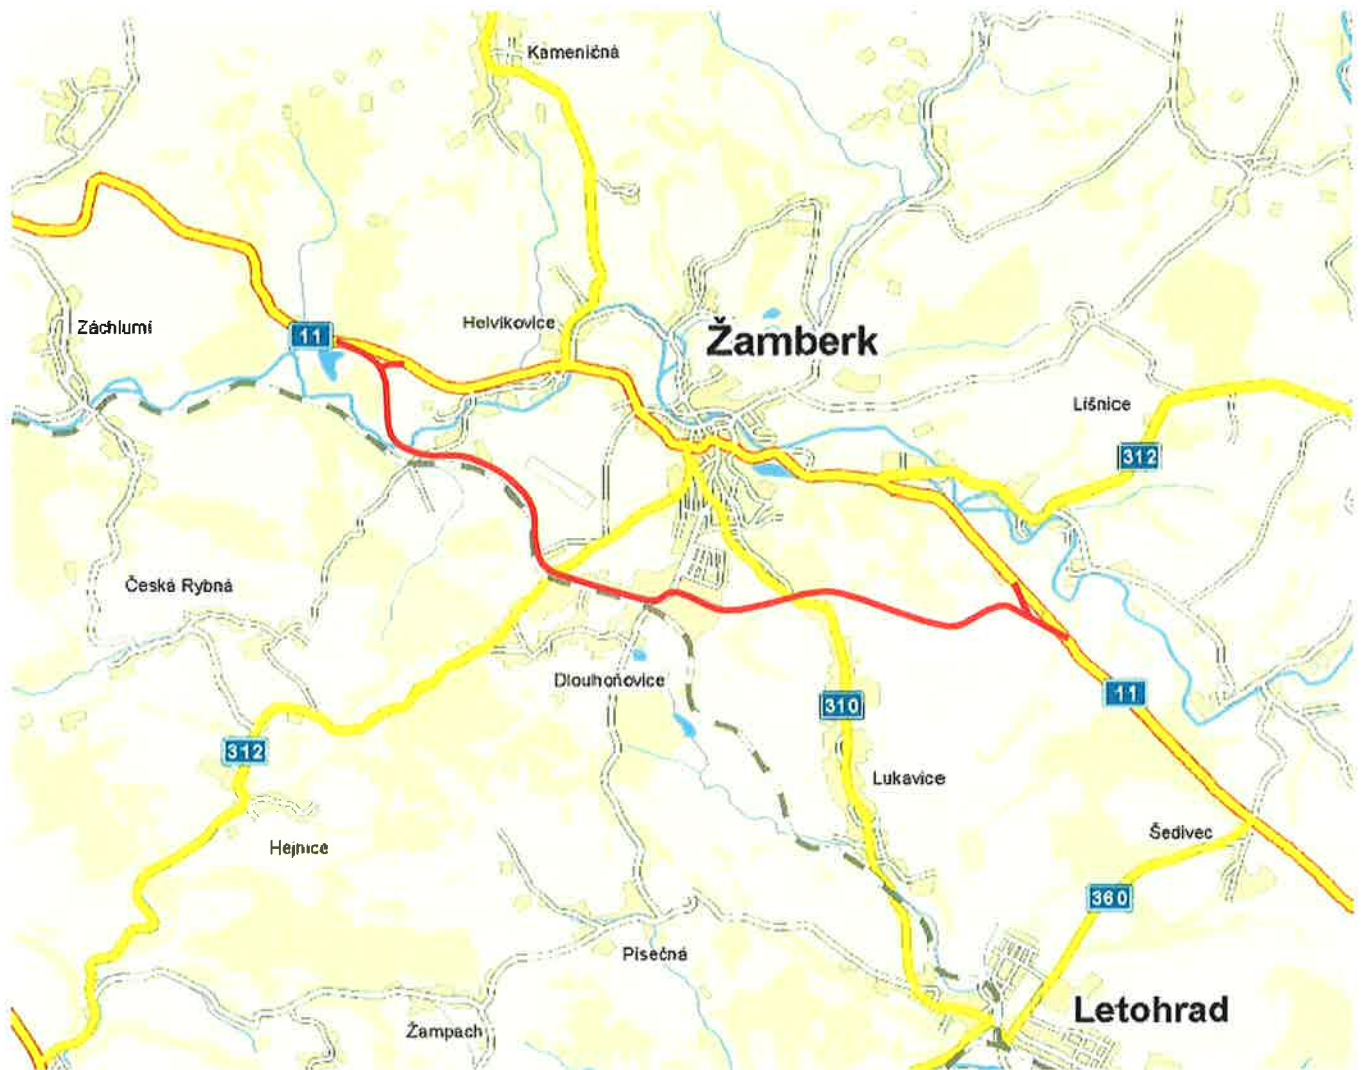 Kameničná
Záchlumí
11
Helvíkovice
Žamberk
Líšnice
312
Česká Rybná
Dlouhoňovice
11
310
312
Lukavice
Hejnice
Šedivec
360
Písečná
Letohrad
Žampach